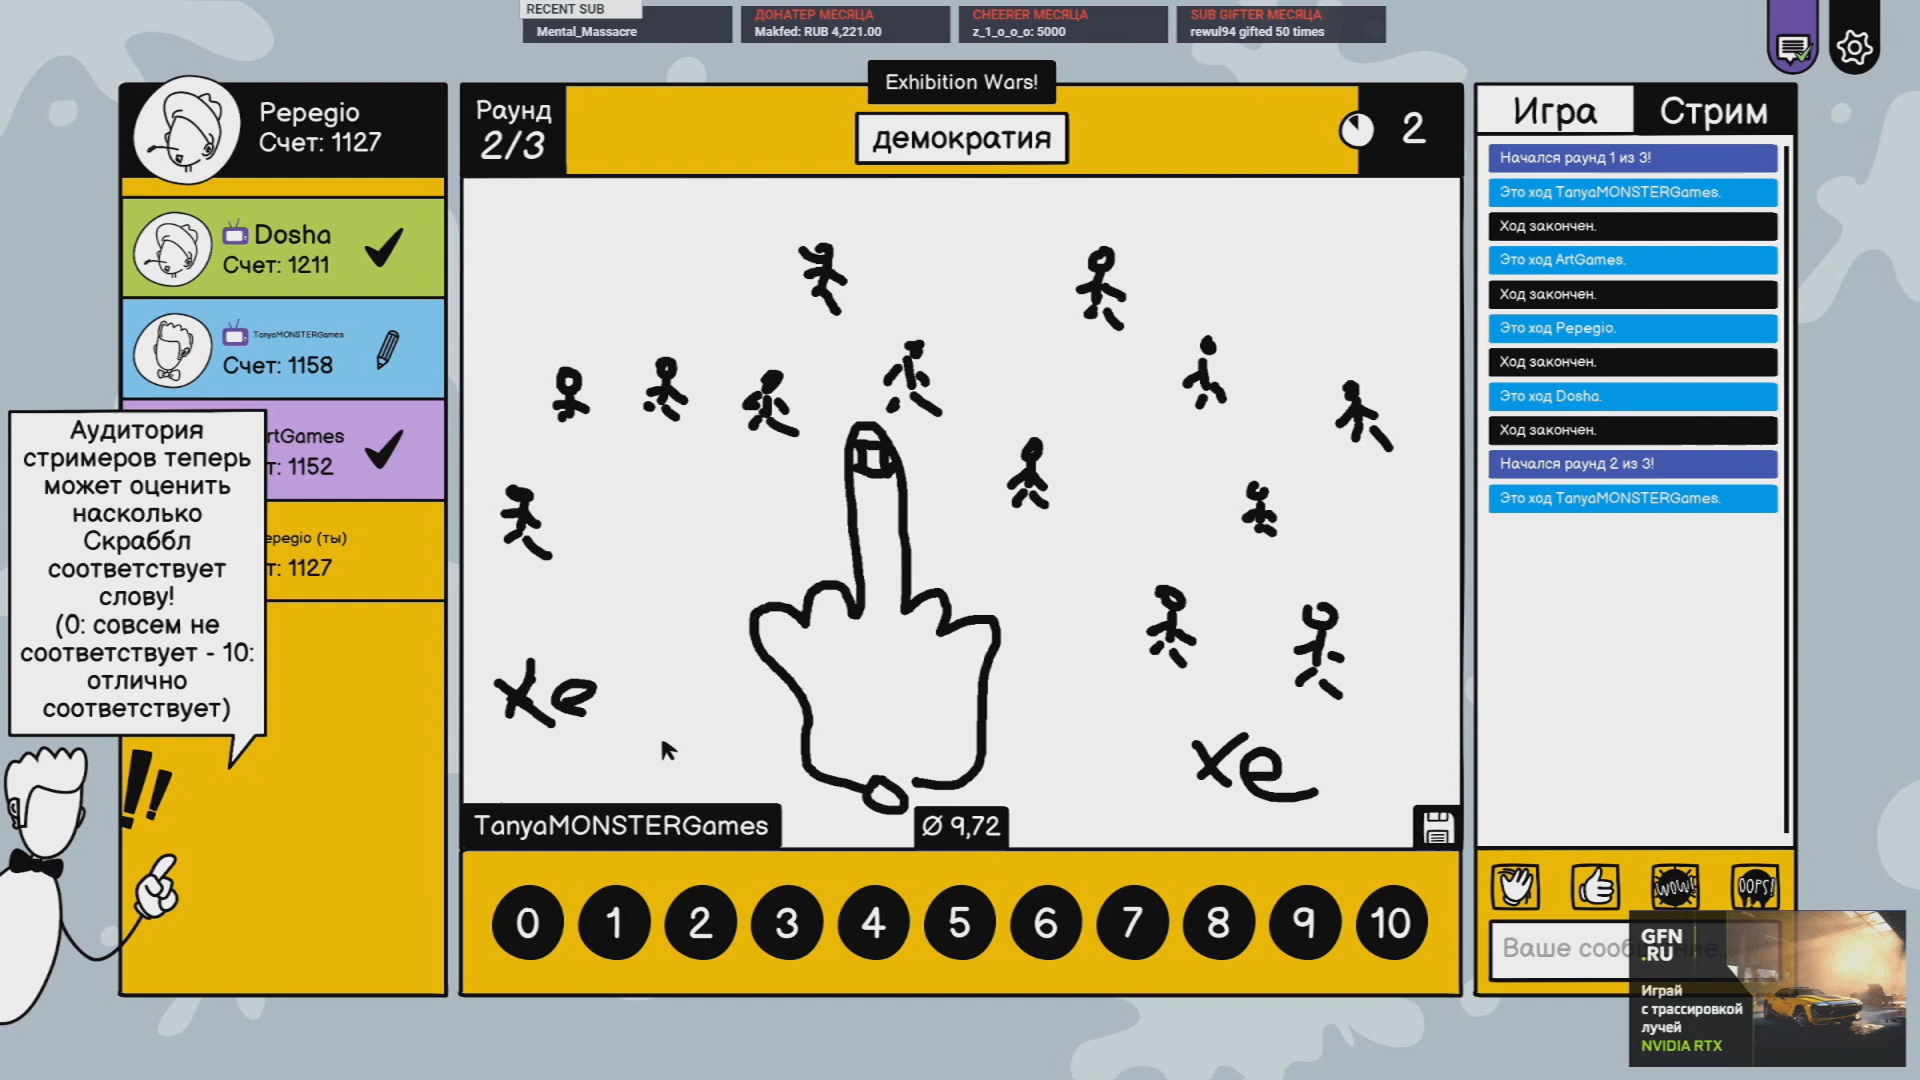 RECENT SUB
Mental_Massacre
ДОНАТЕР МЕСЯЦА
Makfed: RUB 4,221.00
CHEERER МЕСЯЦА
z_1_o_o_o: 5000
SUB GIFTER МЕСЯЦА
rewul94 gifted 50 times
Pepegio
Счет: 1127
Dosha
Счет: 1211
TanyaMONSTERGames
Счет: 1158
rtGames
т: 1152
epegio (ты)
т: 1127
Аудитория
стримеров теперь
может оценить
насколько
Скраббл
соответствует
слову!
(0: совсем не
соответствует - 10:
отлично
соответствует)
!!
Раунд
2/3
Exhibition Wars!
демократия
2
хе
хе
TanyaMONSTERGames
Ø 9,72
0 1 2 3 4 5 6 7 8 9 10
Игра
Стрим
Начался раунд 1 из 3!
Это ход TanyaMONSTERGames.
Ход закончен.
Это ход ArtGames.
Ход закончен.
Это ход Pepegio.
Ход закончен.
Это ход Dosha.
Ход закончен.
Начался раунд 2 из 3!
Это ход TanyaMONSTERGames.
WOW!
OOPS!
Ваше сооб
GFN
.RU
Играй
с трассировкой
лучей
NVIDIA RTX